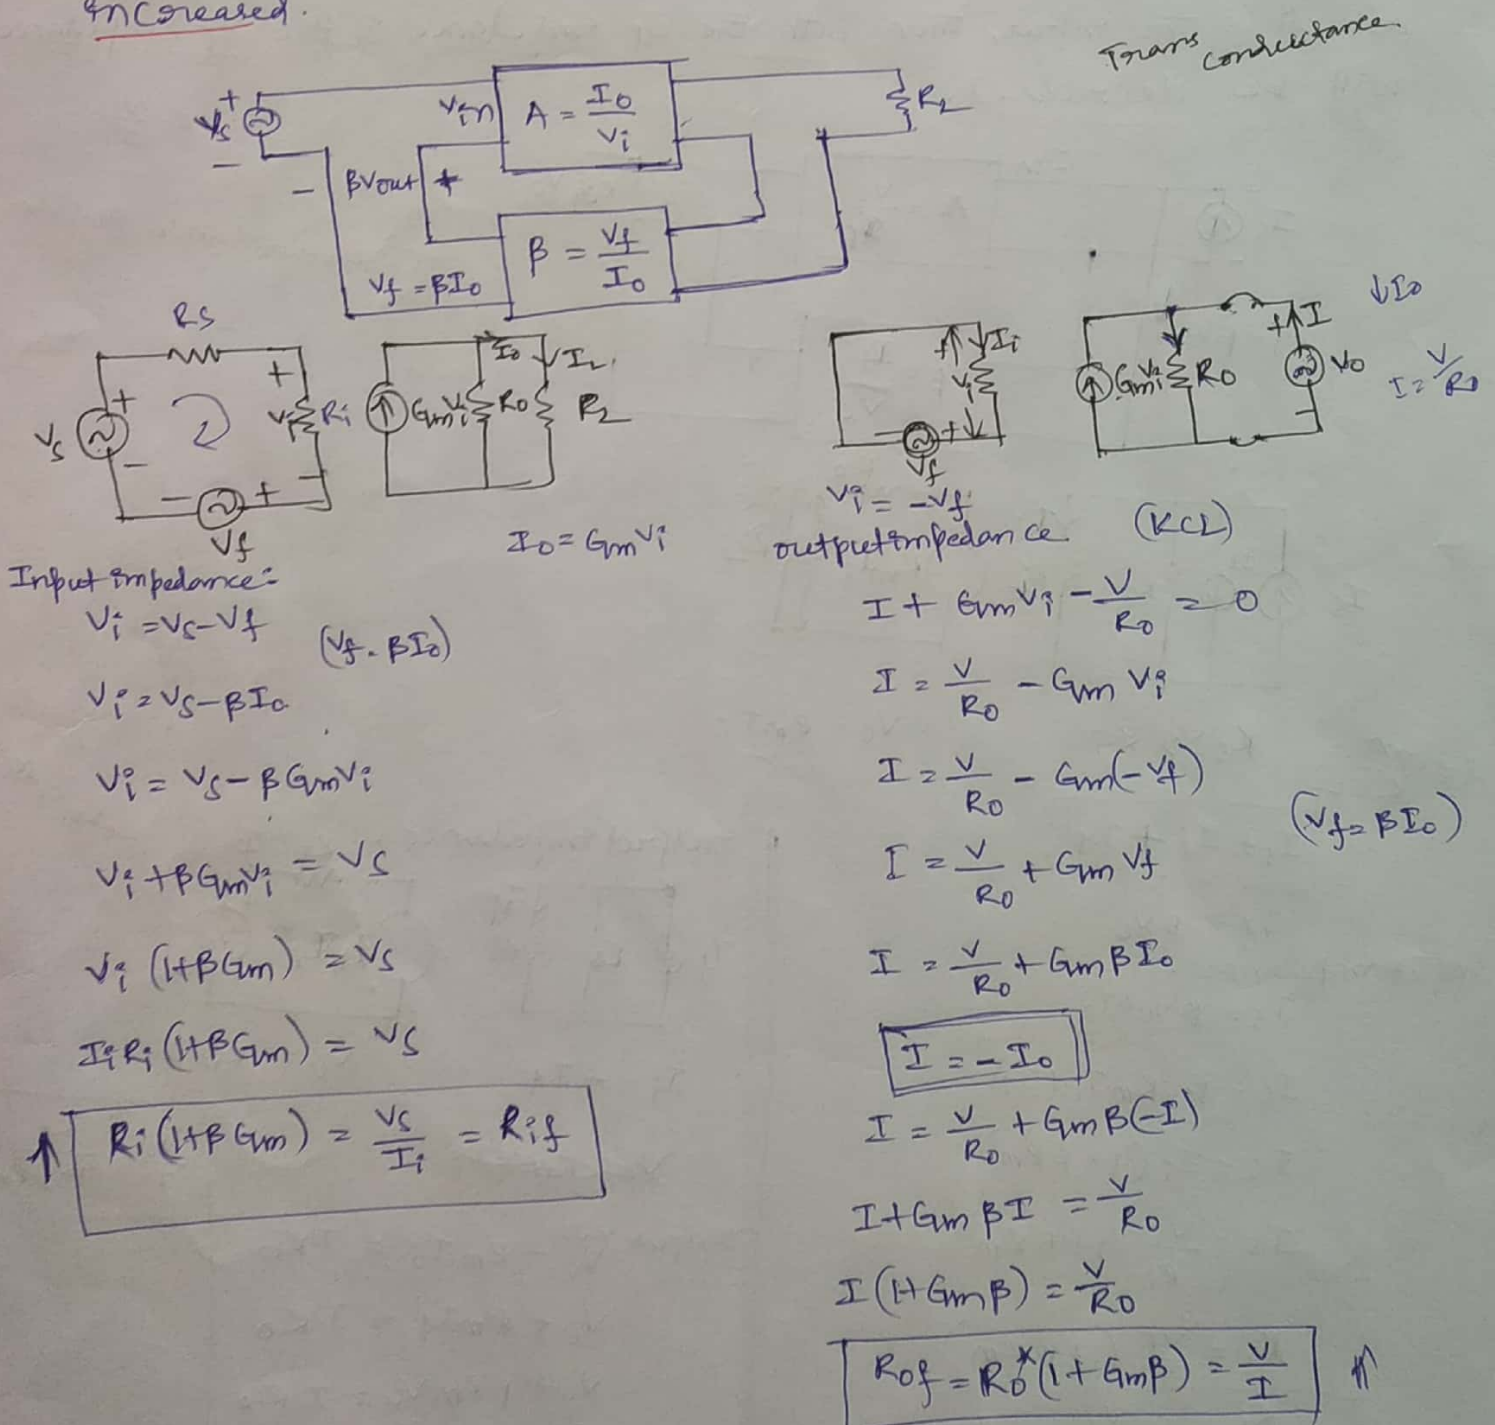 increased.
Trans conductance
Vs + −
Vin
A = Io/Vi
RL
− βVout +
β = Vf/Io
Vf = βIo
RS
Vs + −
+ Vi Ri −
− + Vf
GmVi
Io
Ro
IL
RL
Io = GmVi
+ Ii
Vi
− + Vf
Vi = -Vf
GmVi
Ro
+ I
Vo −
↓Io
I = V/Ro
Input impedance:
Vi = Vs - Vf
(Vf = βIo)
Vi = Vs - βIo
Vi = Vs - βGmVi
Vi + βGmVi = Vs
Vi (1+βGm) = Vs
IiRi (1+βGm) = Vs
↑ Ri (1+βGm) = Vs/Ii = Rif
output impedance (KCL)
I + GmVi - V/Ro = 0
I = V/Ro - Gm Vi
I = V/Ro - Gm(-Vf)
(Vf = βIo)
I = V/Ro + Gm Vf
I = V/Ro + GmβIo
I = -Io
I = V/Ro + Gmβ(-I)
I + GmβI = V/Ro
I (1+Gmβ) = V/Ro
Rof = Ro*(1+Gmβ) = V/I ↑